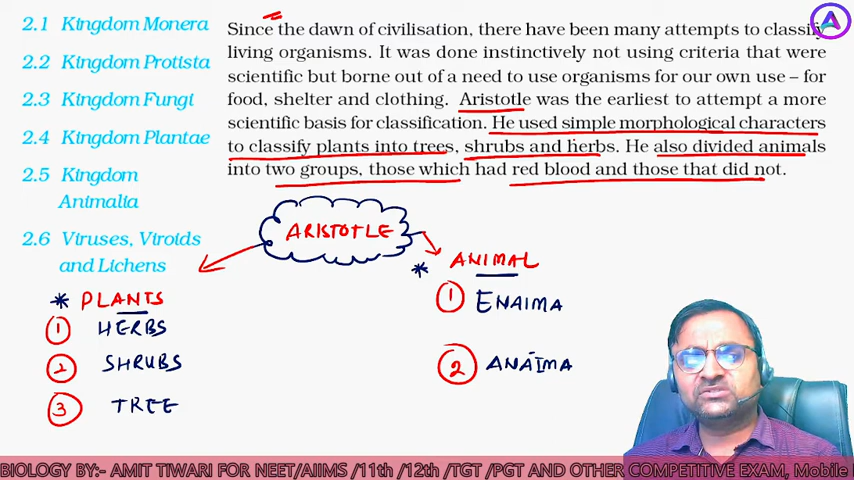 2.1 Kingdom Monera
2.2 Kingdom Protista
2.3 Kingdom Fungi
2.4 Kingdom Plantae
2.5 Kingdom
Animalia
2.6 Viruses, Viroids
and Lichens
Since the dawn of civilisation, there have been many attempts to classify
living organisms. It was done instinctively not using criteria that were
scientific but borne out of a need to use organisms for our own use – for
food, shelter and clothing. Aristotle was the earliest to attempt a more
scientific basis for classification. He used simple morphological characters
to classify plants into trees, shrubs and herbs. He also divided animals
into two groups, those which had red blood and those that did not.
ARISTOTLE
* PLANTS
1 HERBS
2 SHRUBS
3 TREE
* ANIMAL
1 ENAIMA
2 ANAIMA
A
BIOLOGY BY:- AMIT TIWARI FOR NEET/AIIMS /11th /12th /TGT /PGT AND OTHER COMPETITIVE EXAM, Mobile